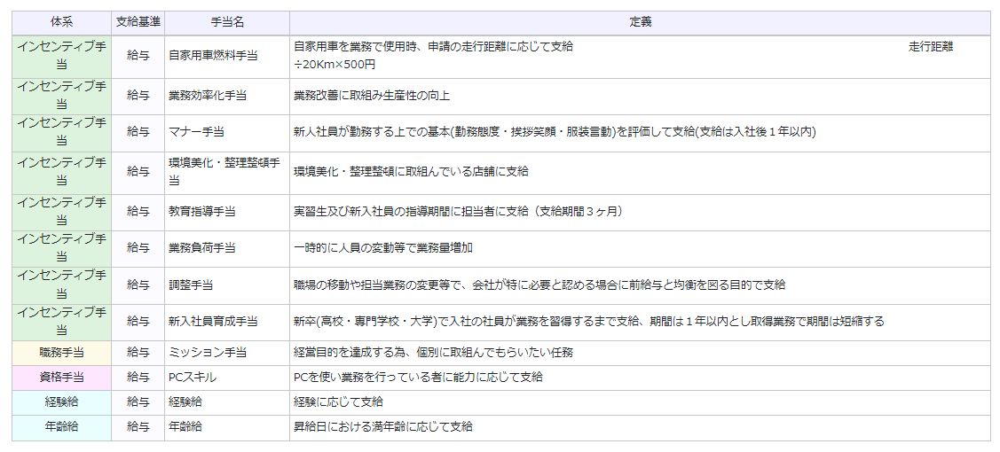 体系 支給基準 手当名 定義
インセンティブ手当 給与 自家用車燃料手当 自家用車を業務で使用時、申請の走行距離に応じて支給 走行距離
÷20Km×500円
インセンティブ手当 給与 業務効率化手当 業務改善に取組み生産性の向上
インセンティブ手当 給与 マナー手当 新人社員が勤務する上での基本(勤務態度・挨拶笑顔・服装言動)を評価して支給(支給は入社後１年以内)
インセンティブ手当 給与 環境美化・整理整頓手当 環境美化・整理整頓に取組んでいる店舗に支給
インセンティブ手当 給与 教育指導手当 実習生及び新入社員の指導期間に担当者に支給（支給期間３ヶ月）
インセンティブ手当 給与 業務負荷手当 一時的に人員の変動等で業務量増加
インセンティブ手当 給与 調整手当 職場の移動や担当業務の変更等で、会社が特に必要と認める場合に前給与と均衡を図る目的で支給
インセンティブ手当 給与 新入社員育成手当 新卒(高校・専門学校・大学)で入社の社員が業務を習得するまで支給、期間は１年以内とし取得業務で期間は短縮する
職務手当 給与 ミッション手当 経営目的を達成する為、個別に取組んでもらいたい任務
資格手当 給与 PCスキル PCを使い業務を行っている者に能力に応じて支給
経験給 給与 経験給 経験に応じて支給
年齢給 給与 年齢給 昇給日における満年齢に応じて支給